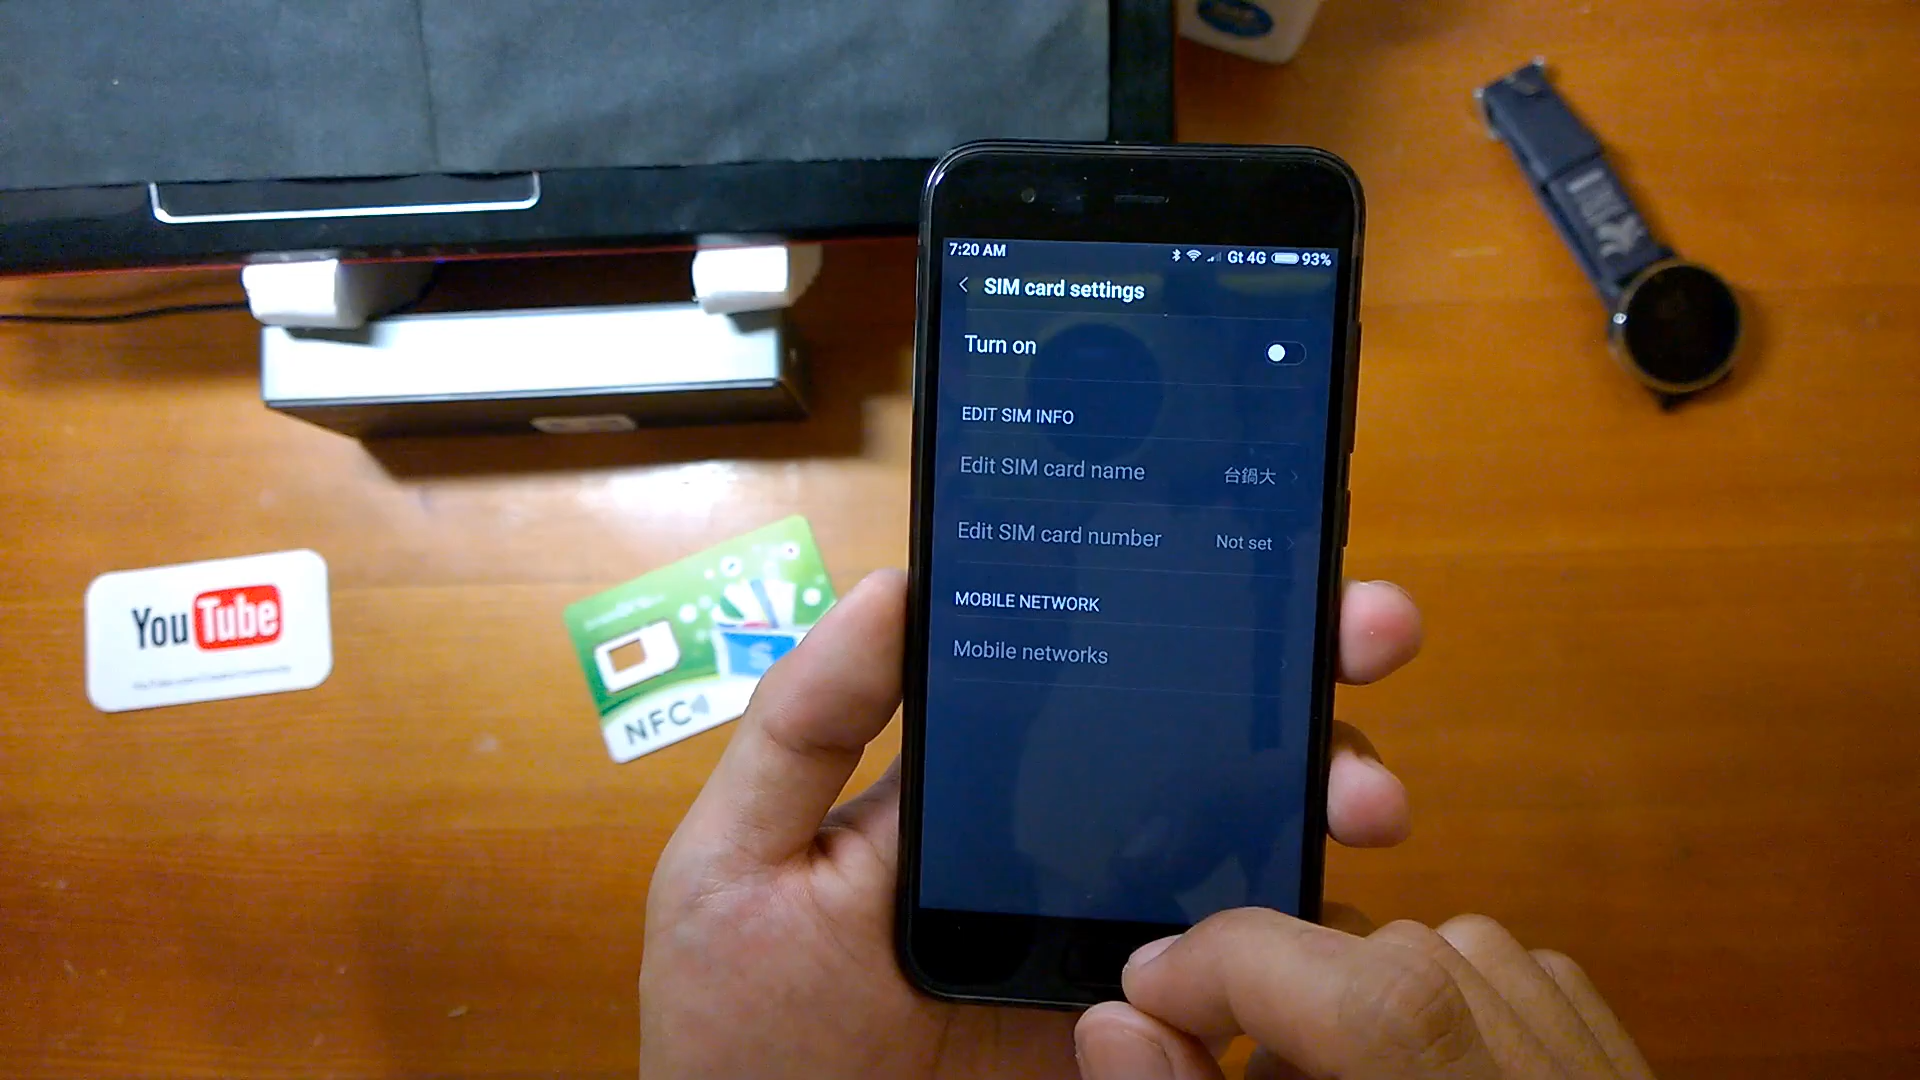 7:20 AM
Gt 4G 93%
SIM card settings
Turn on
EDIT SIM INFO
Edit SIM card name 台鍋大
Edit SIM card number Not set
MOBILE NETWORK
Mobile networks
YouTube
S
NFC